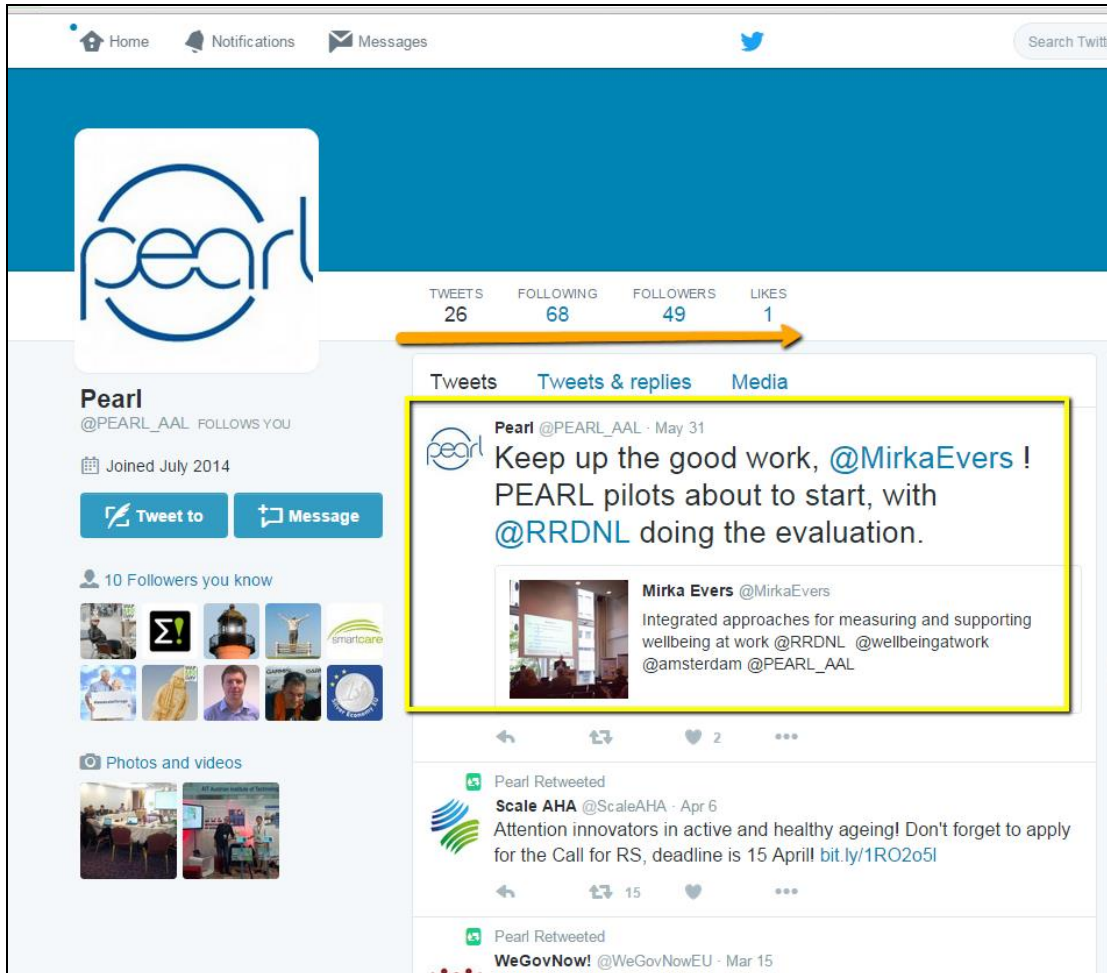 Home Notifications Messages Search Twitt
pearl
TWEETS FOLLOWING FOLLOWERS LIKES
26 68 49 1
Pearl
@PEARL_AAL FOLLOWS YOU
Joined July 2014
Tweet to Message
10 Followers you know
smartcare
Photos and videos
Tweets Tweets & replies Media
pearl
Pearl @PEARL_AAL · May 31
Keep up the good work, @MirkaEvers !
PEARL pilots about to start, with
@RRDNL doing the evaluation.
Mirka Evers @MirkaEvers
Integrated approaches for measuring and supporting
wellbeing at work @RRDNL @wellbeingatwork
@amsterdam @PEARL_AAL
2
Pearl Retweeted
Scale AHA @ScaleAHA · Apr 6
Attention innovators in active and healthy ageing! Don't forget to apply
for the Call for RS, deadline is 15 April! bit.ly/1RO2o5l
15
Pearl Retweeted
WeGovNow! @WeGovNowEU · Mar 15